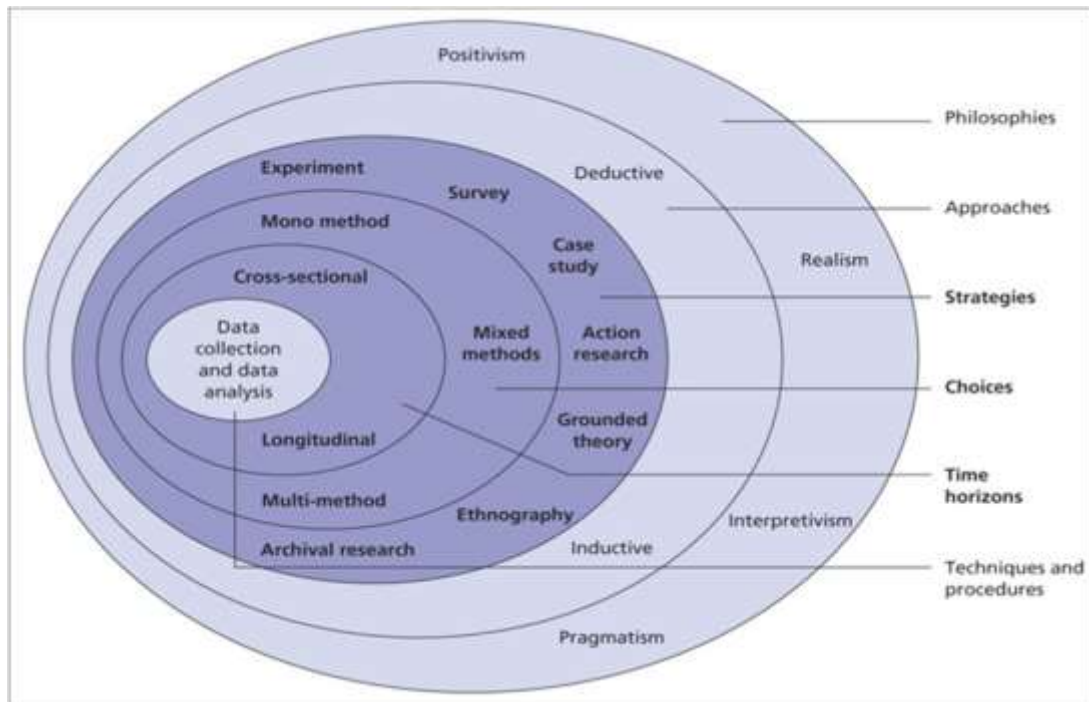 Positivism
Philosophies
Experiment
Deductive
Survey
Approaches
Mono method
Case
study
Realism
Cross-sectional
Strategies
Data
collection
and data
analysis
Mixed
methods
Action
research
Choices
Grounded
theory
Longitudinal
Time
horizons
Multi-method
Ethnography
Interpretivism
Archival research
Inductive
Techniques and
procedures
Pragmatism